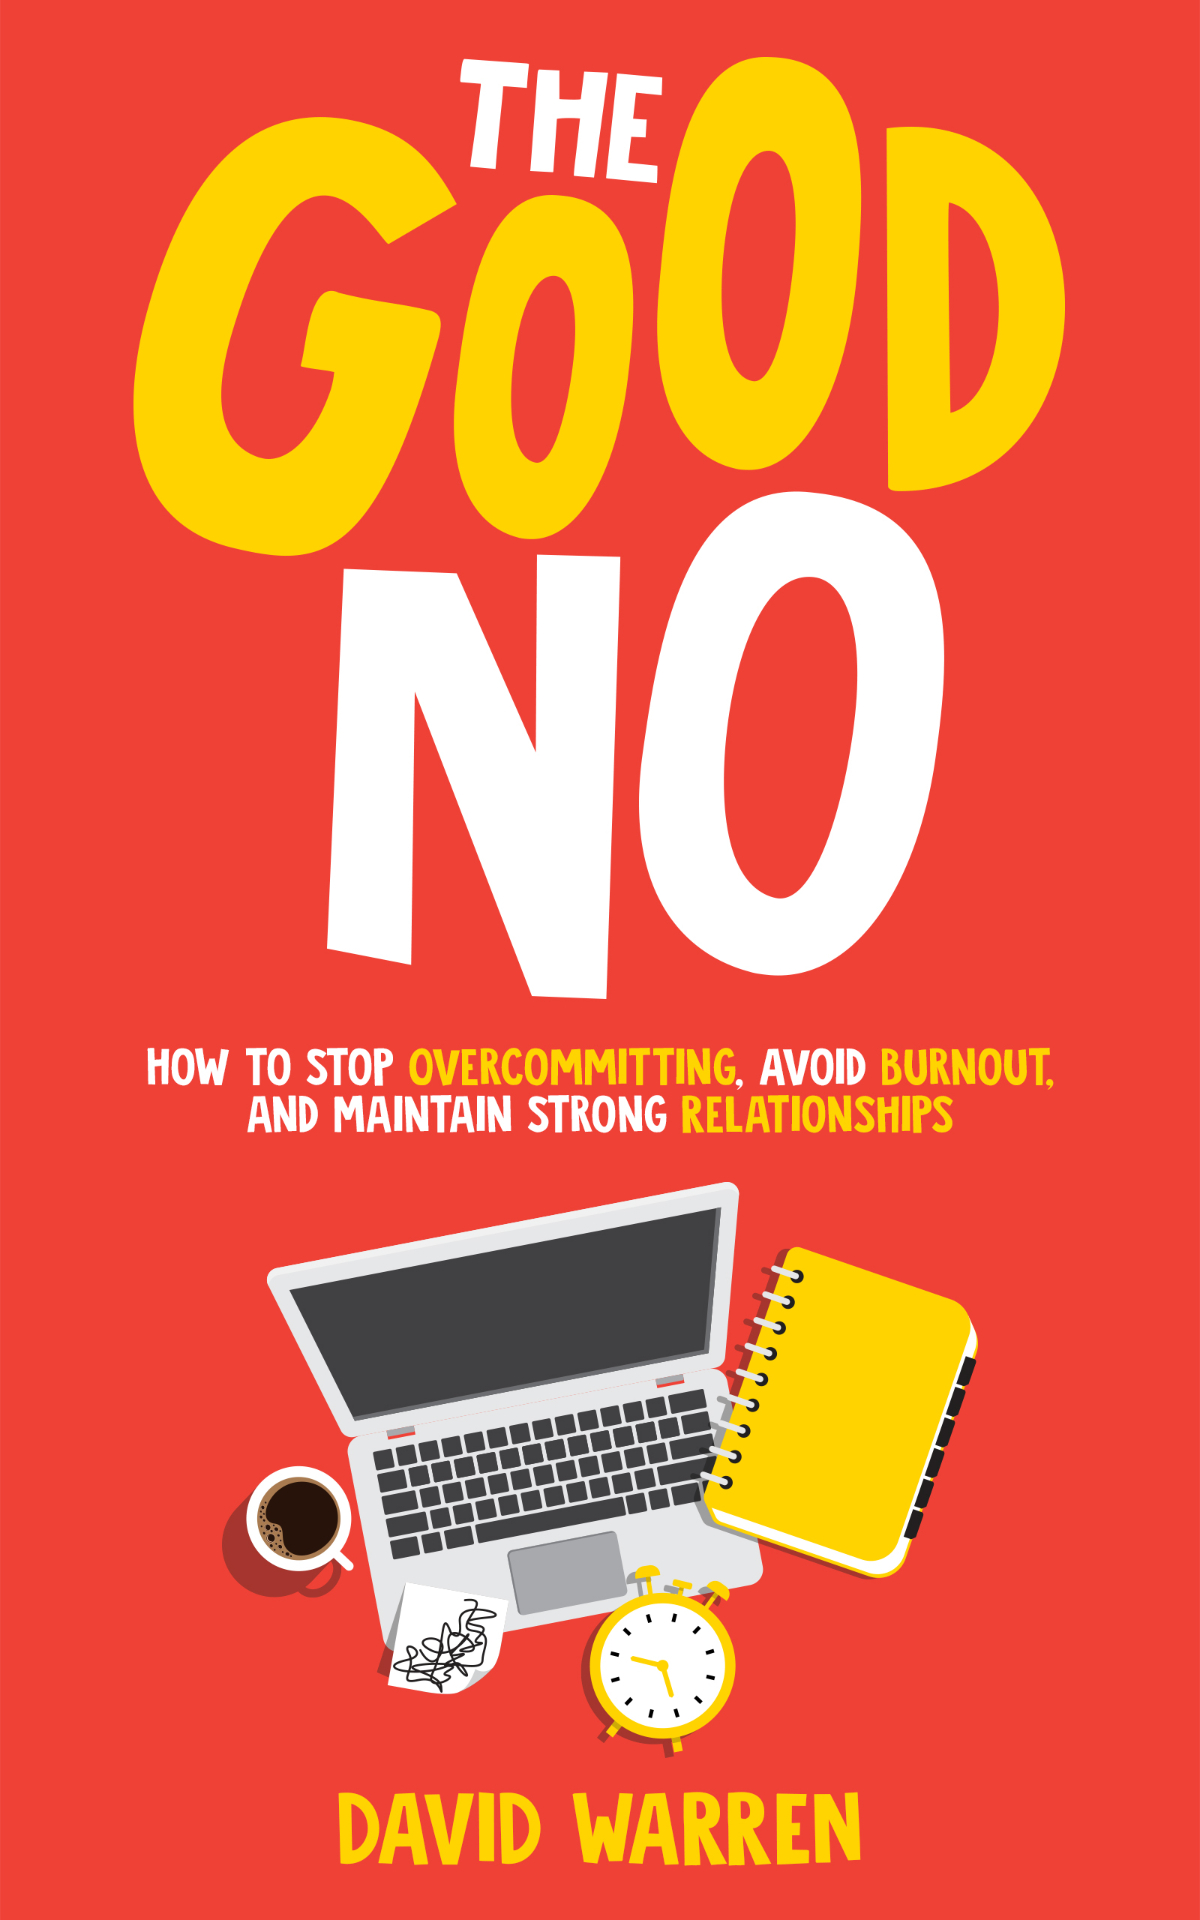 THE
GOOD
NO
HOW TO STOP OVERCOMMITTING, AVOID BURNOUT,
AND MAINTAIN STRONG RELATIONSHIPS
DAVID WARREN